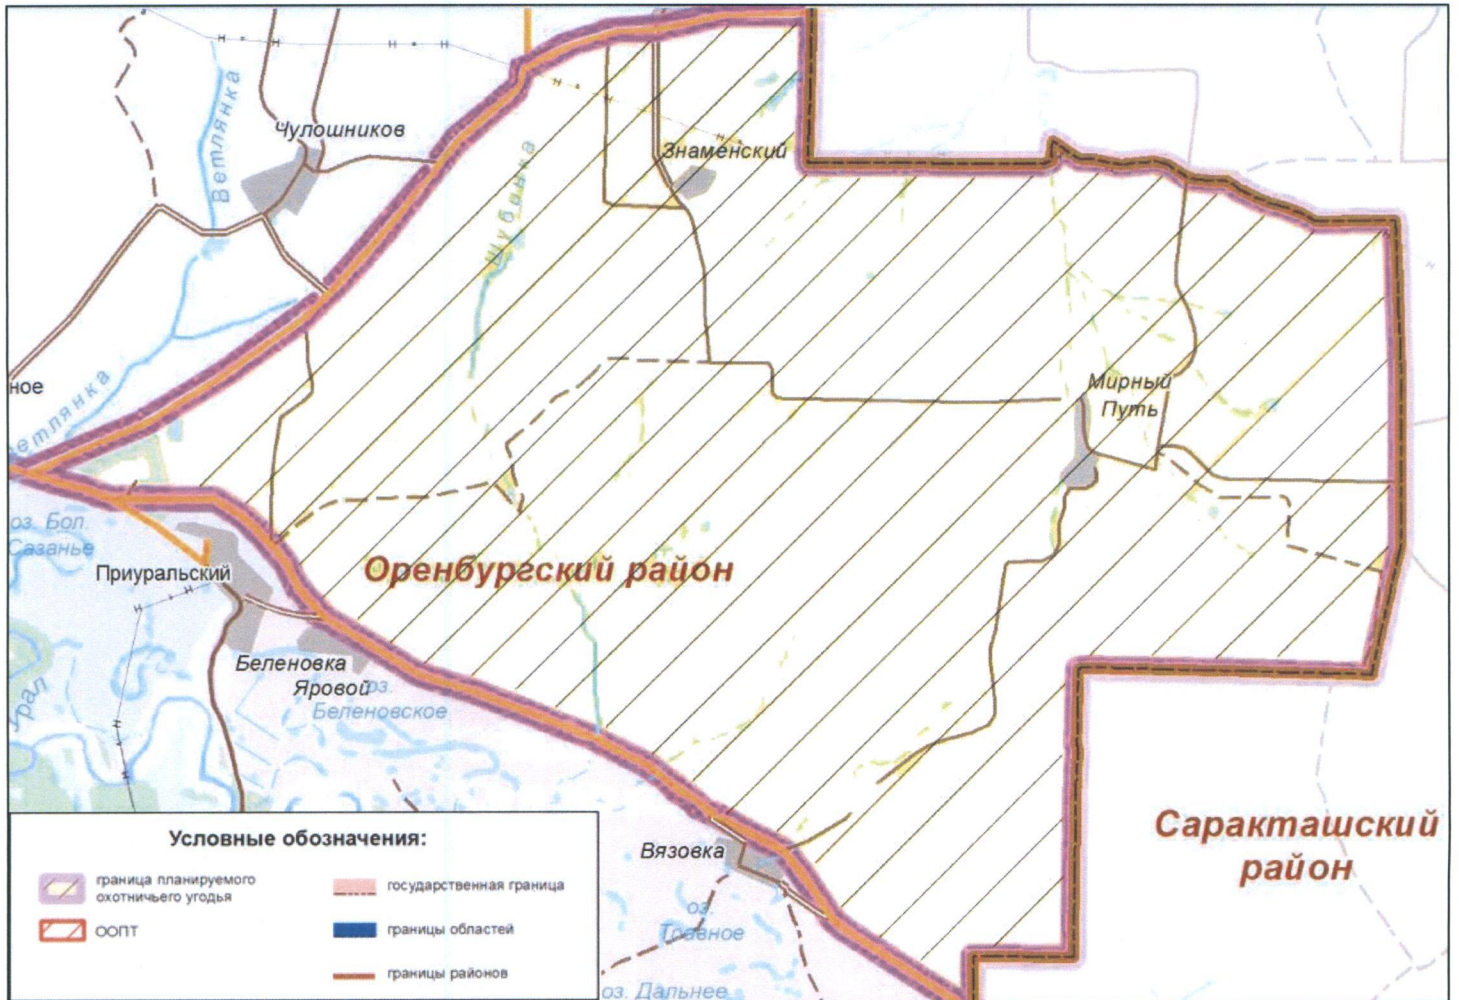 Ветлянка
Чулошников
Шубинка
Знаменский
ное
етлянка
Мирный
Путь
оз. Бол.
Сазанье
Приуральский
Оренбургский район
Беленовка
Яровой
оз.
Беленовское
Урал
Вязовка
Саракташский
район
оз.
Травное
оз. Дальнее
Условные обозначения:
граница планируемого
охотничьего угодья
ООПТ
государственная граница
границы областей
границы районов